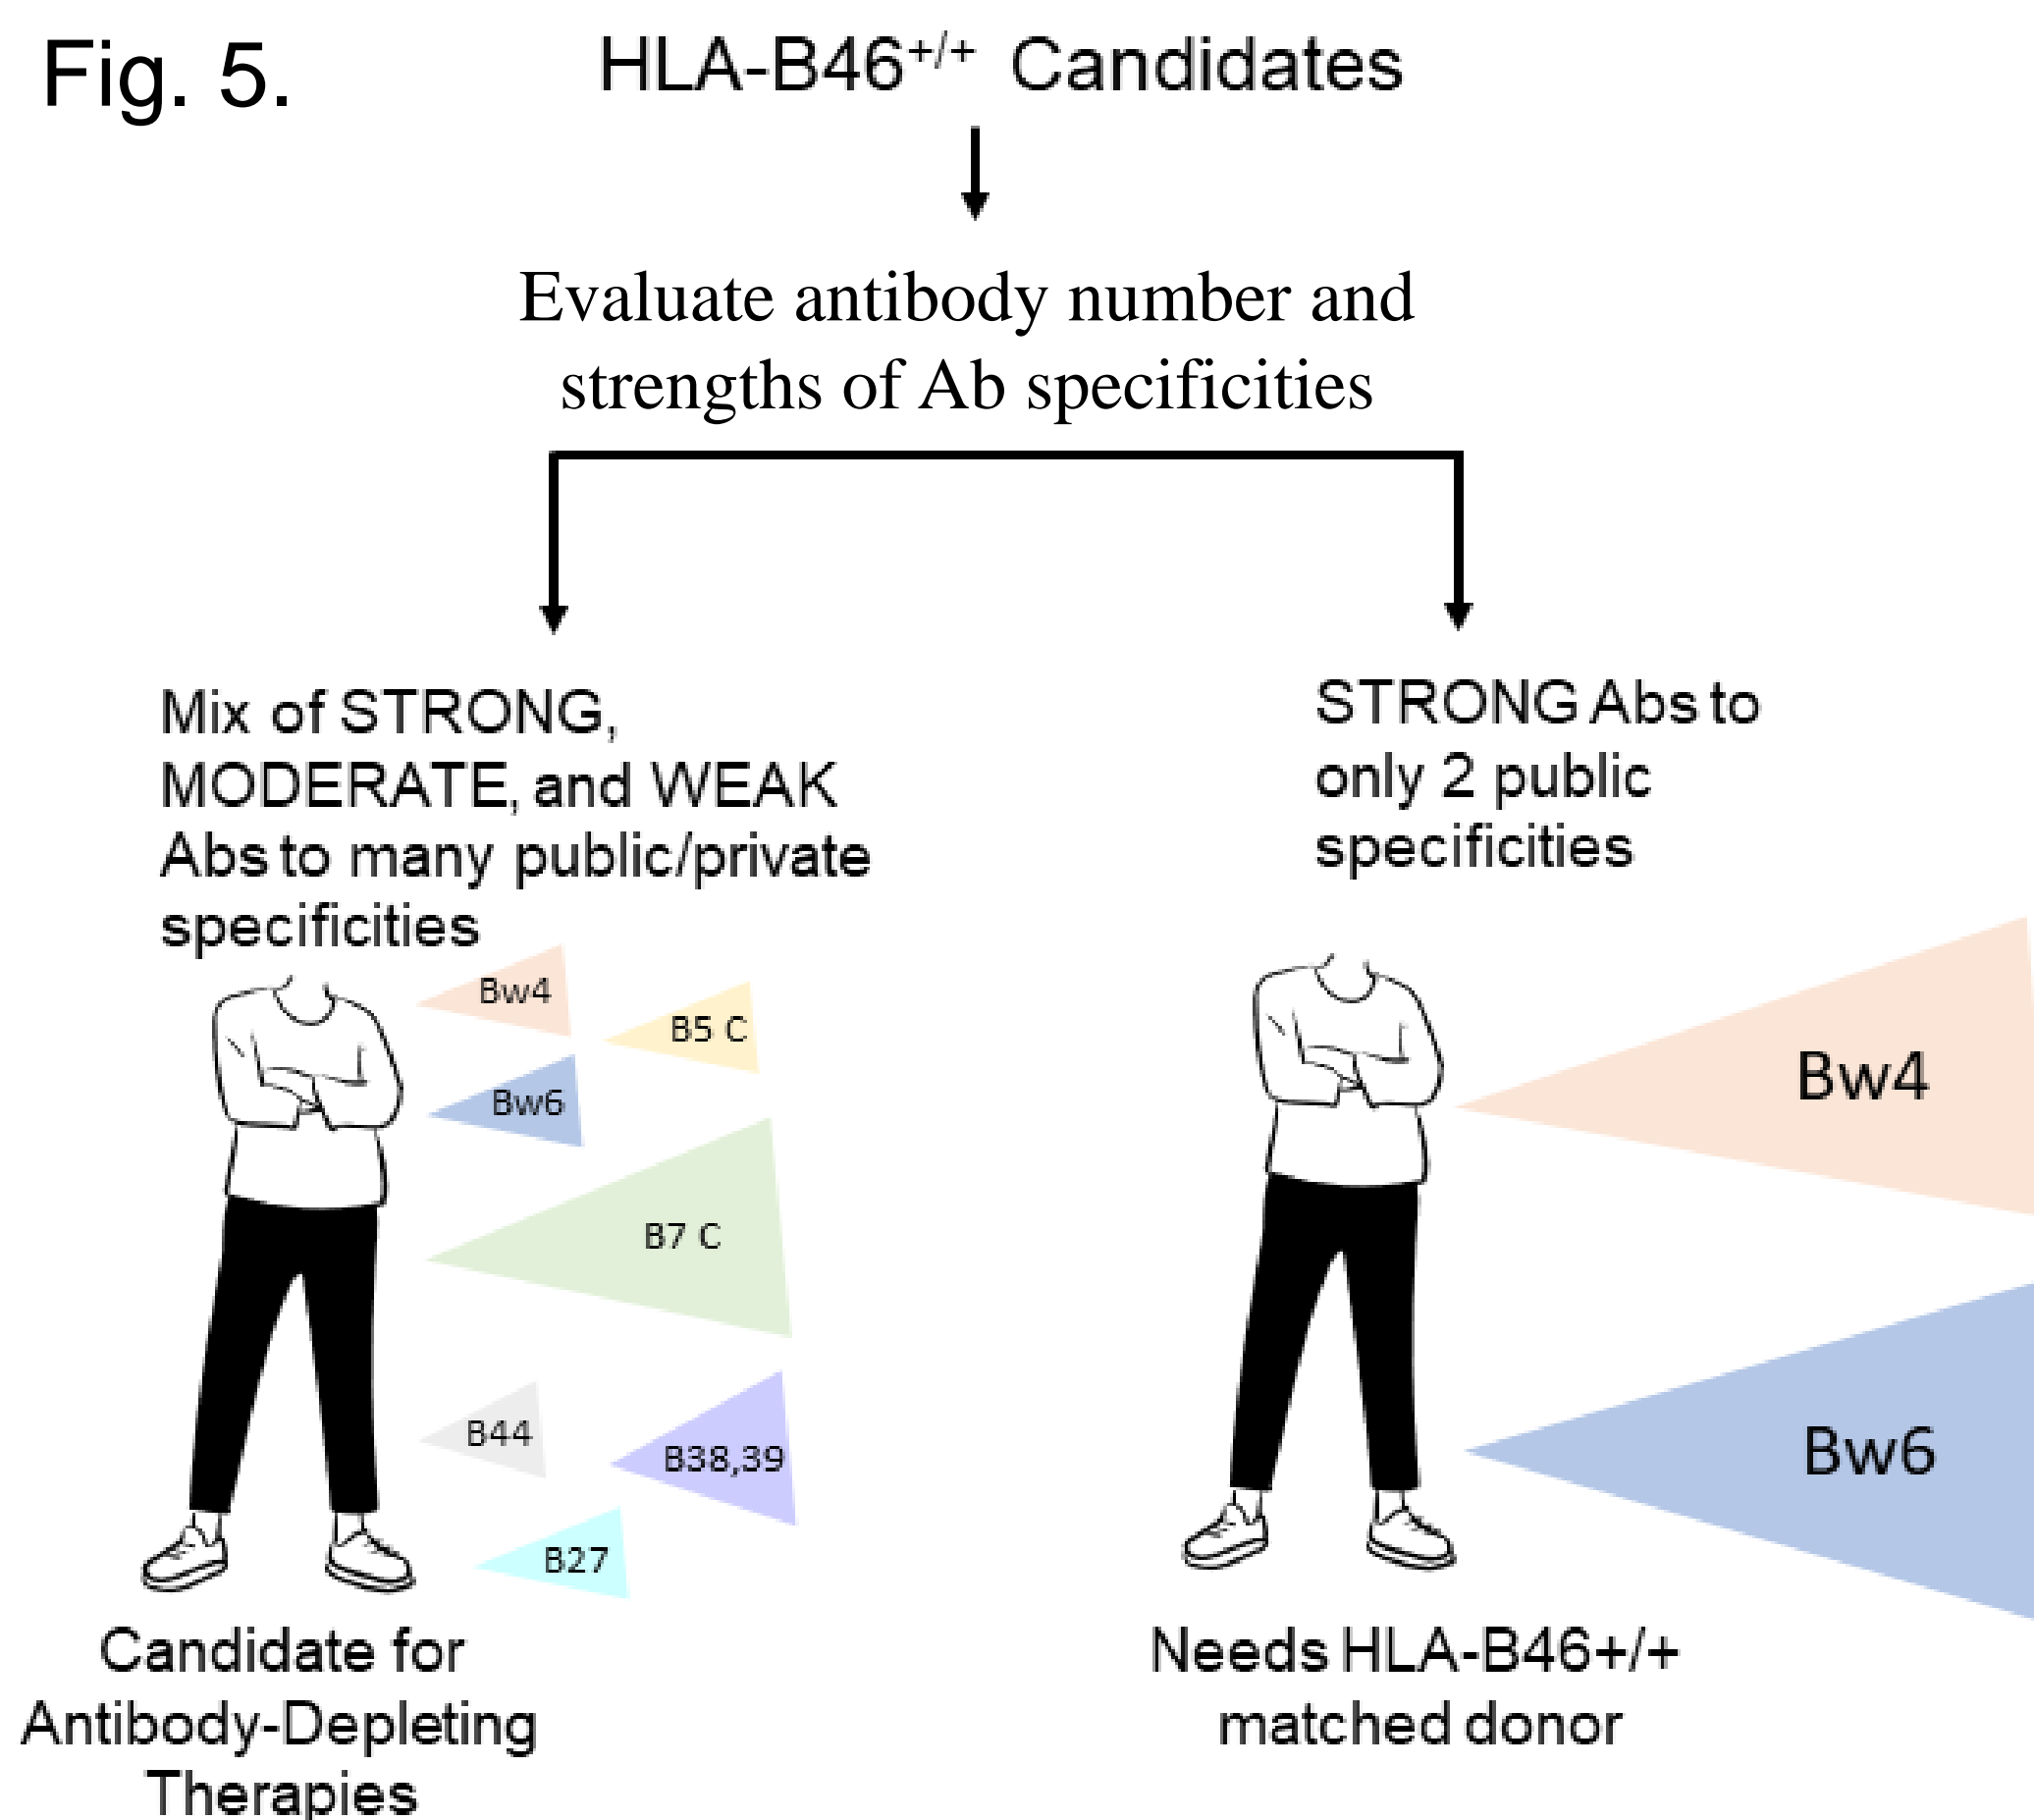 Fig. 5.
HLA-B46⁺/⁺ Candidates
Evaluate antibody number and
strengths of Ab specificities
Mix of STRONG,
MODERATE, and WEAK
Abs to many public/private
specificities
Bw4
B5 C
Bw6
B7 C
B44
B38,39
B27
Candidate for
Antibody-Depleting
Therapies
STRONG Abs to
only 2 public
specificities
Bw4
Bw6
Needs HLA-B46+/+
matched donor